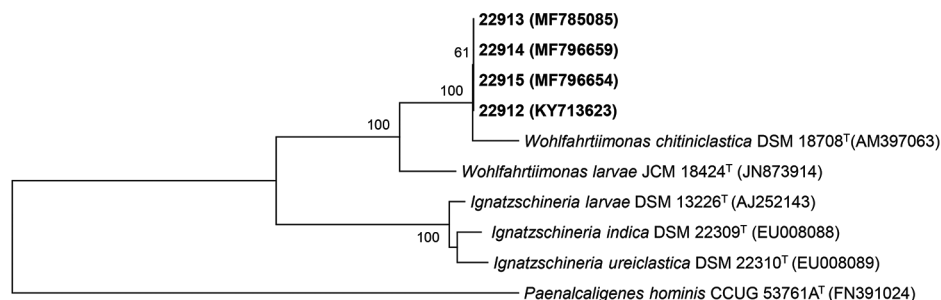 22913 (MF785085)
61
22914 (MF796659)
22915 (MF796654)
100
22912 (KY713623)
100
Wohlfahrtiimonas chitiniclastica DSM 18708ᵀ(AM397063)
Wohlfahrtiimonas larvae JCM 18424ᵀ (JN873914)
Ignatzschineria larvae DSM 13226ᵀ (AJ252143)
Ignatzschineria indica DSM 22309ᵀ (EU008088)
100
Ignatzschineria ureiclastica DSM 22310ᵀ (EU008089)
Paenalcaligenes hominis CCUG 53761Aᵀ (FN391024)